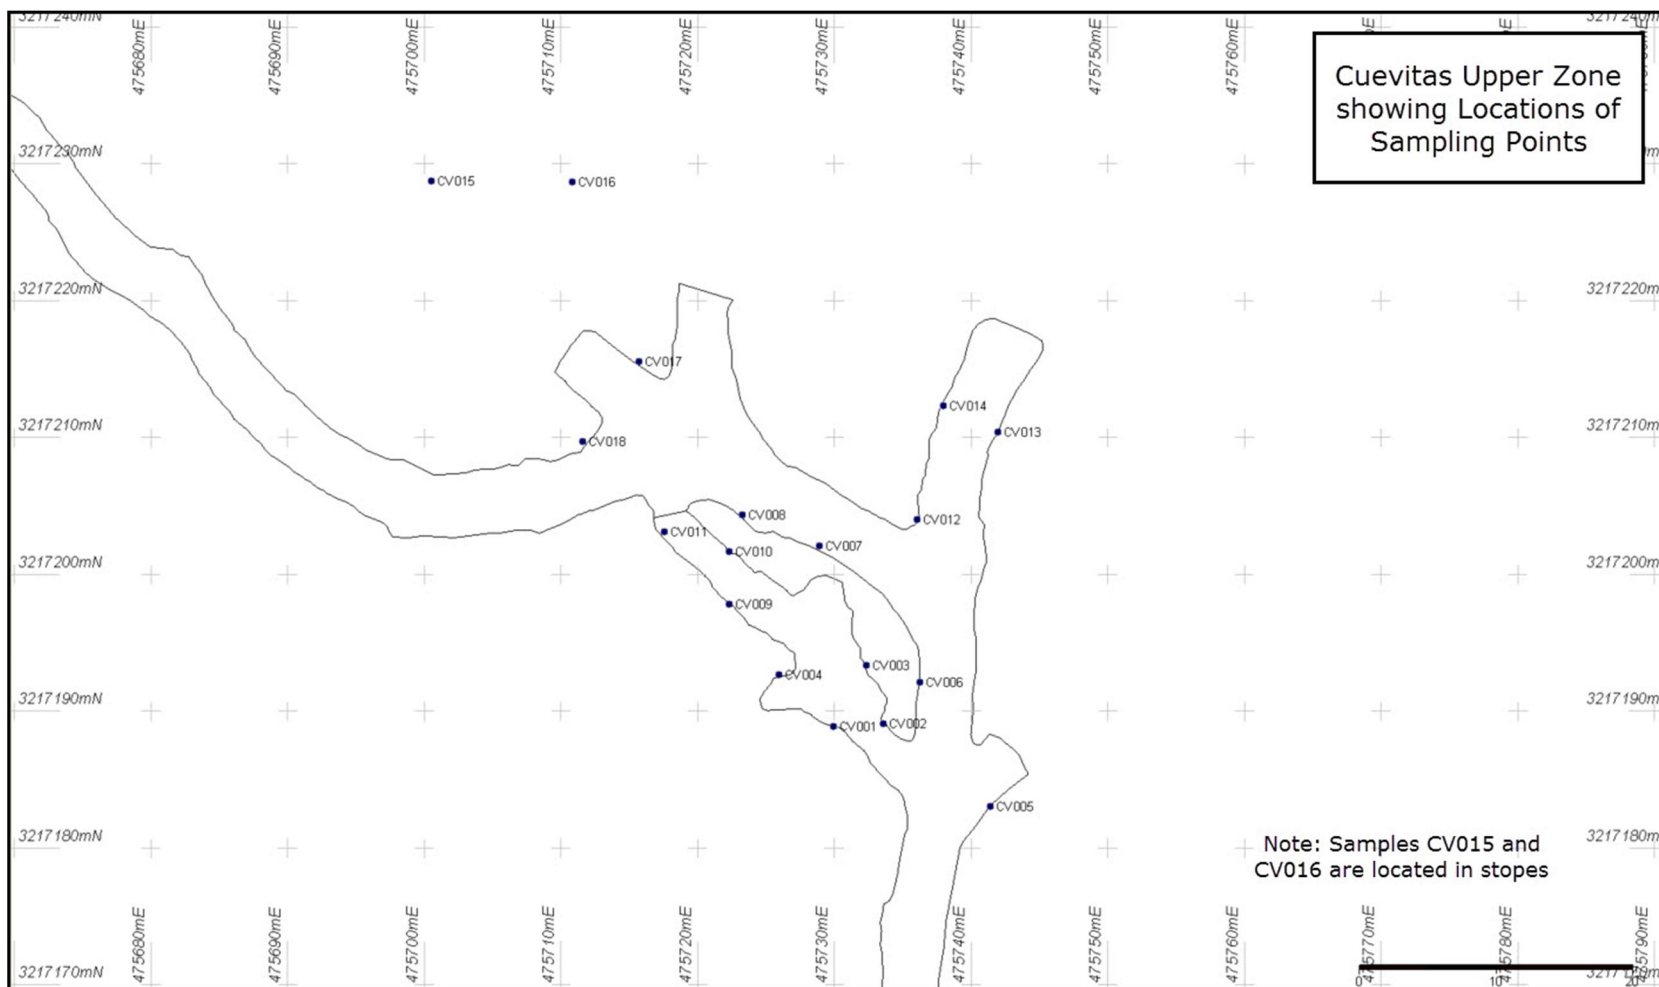 3217240mN
475680mE
475690mE
475700mE
475710mE
475720mE
475730mE
475740mE
475750mE
475760mE
Cuevitas Upper Zone
showing Locations of
Sampling Points
3217230mN
CV015
CV016
3217220mN
3217220m
CV017
CV014
3217210mN
CV013
3217210m
CV018
CV008
CV012
CV011
CV007
CV010
3217200mN
3217200m
CV009
CV003
CV004
CV006
3217190mN
3217190m
CV002
CV001
CV005
3217180mN
3217180m
Note: Samples CV015 and
CV016 are located in stopes
475680mE
475690mE
475700mE
475710mE
475720mE
475730mE
475740mE
475750mE
475760mE
475770mE
475780mE
475790mE
3217170mN